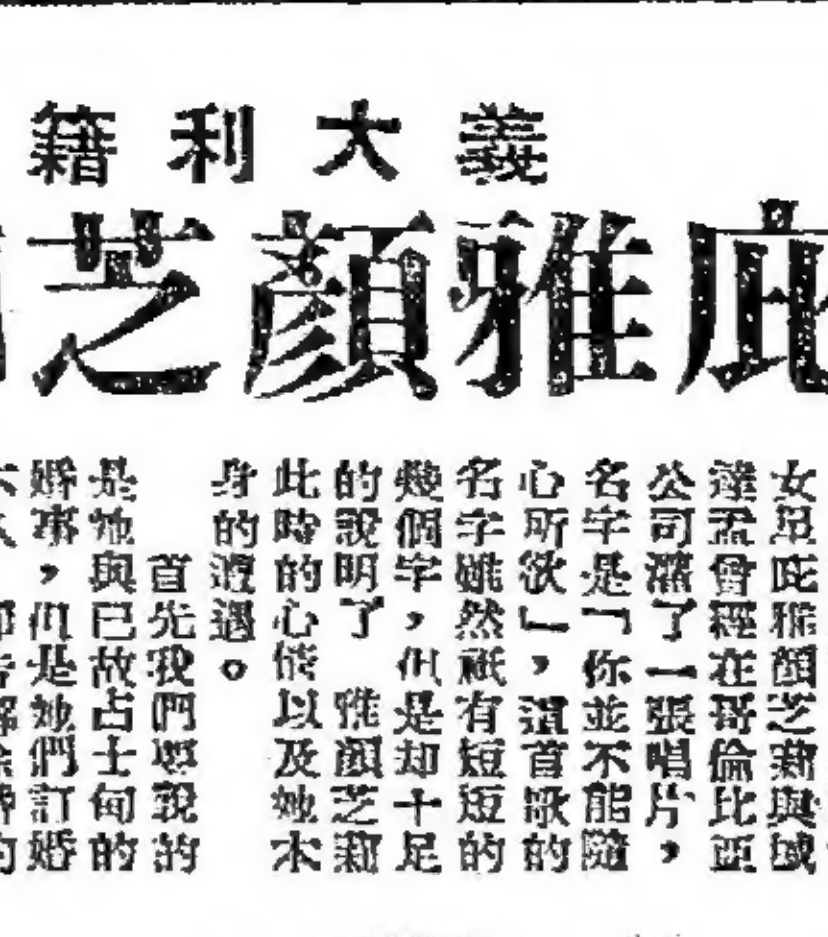 義大利籍
庇雅顏芝
女星庇雅顏芝莉與域
達孟曾經在哥倫比亞
公司灌了一張唱片，
名字是「你並不能隨
心所欲」，這首歌的
名字雖然祇有短短的
幾個字，但是却十足
的說明了 雅顏芝莉
此時的心情以及她本
身的遭遇。
首先我們要說的
是她與已故占士甸的
婚事，但是她們訂婚